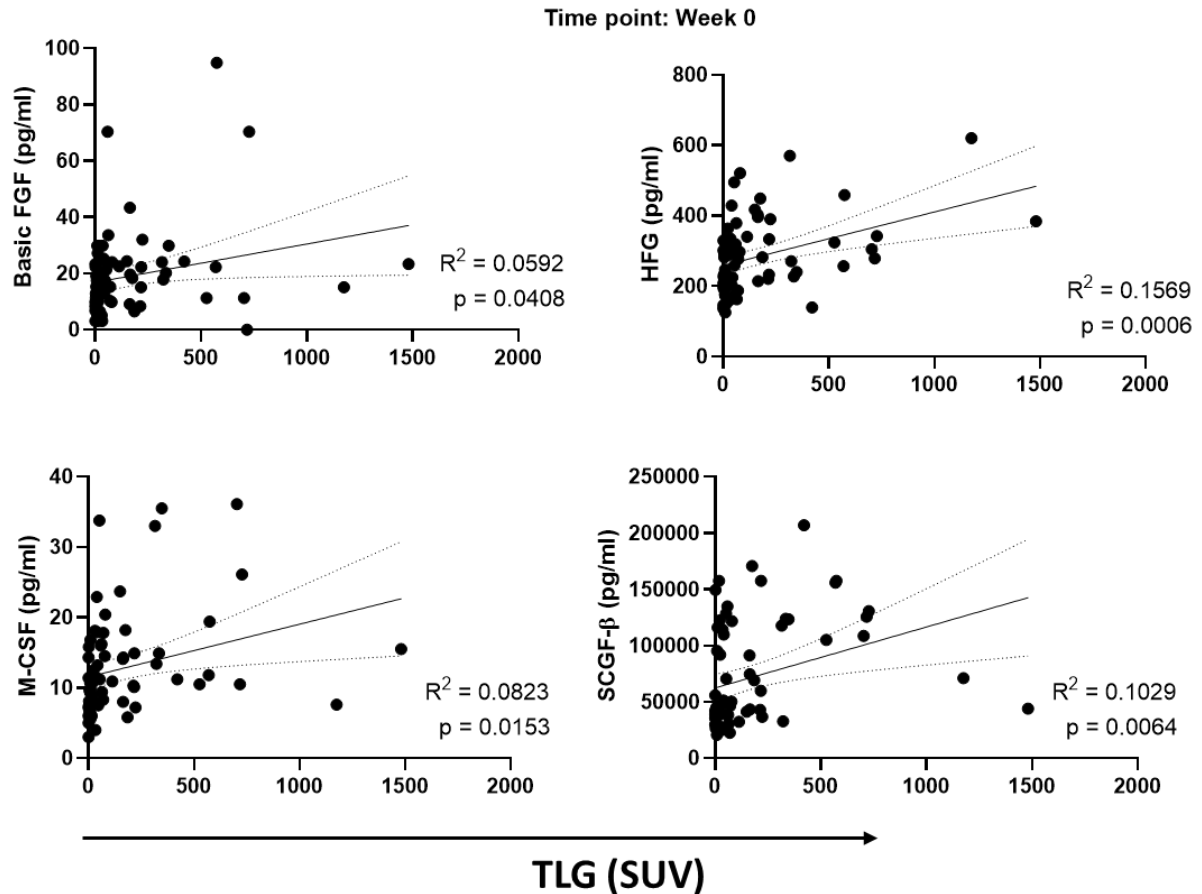 Time point: Week 0
Basic FGF (pg/ml)
100
80
60
40
20
0
0 500 1000 1500 2000
R² = 0.0592
p = 0.0408
HFG (pg/ml)
800
600
400
200
0
0 500 1000 1500 2000
R² = 0.1569
p = 0.0006
M-CSF (pg/ml)
40
30
20
10
0
0 500 1000 1500 2000
R² = 0.0823
p = 0.0153
SCGF-β (pg/ml)
250000
200000
150000
100000
50000
0
0 500 1000 1500 2000
R² = 0.1029
p = 0.0064
TLG (SUV)